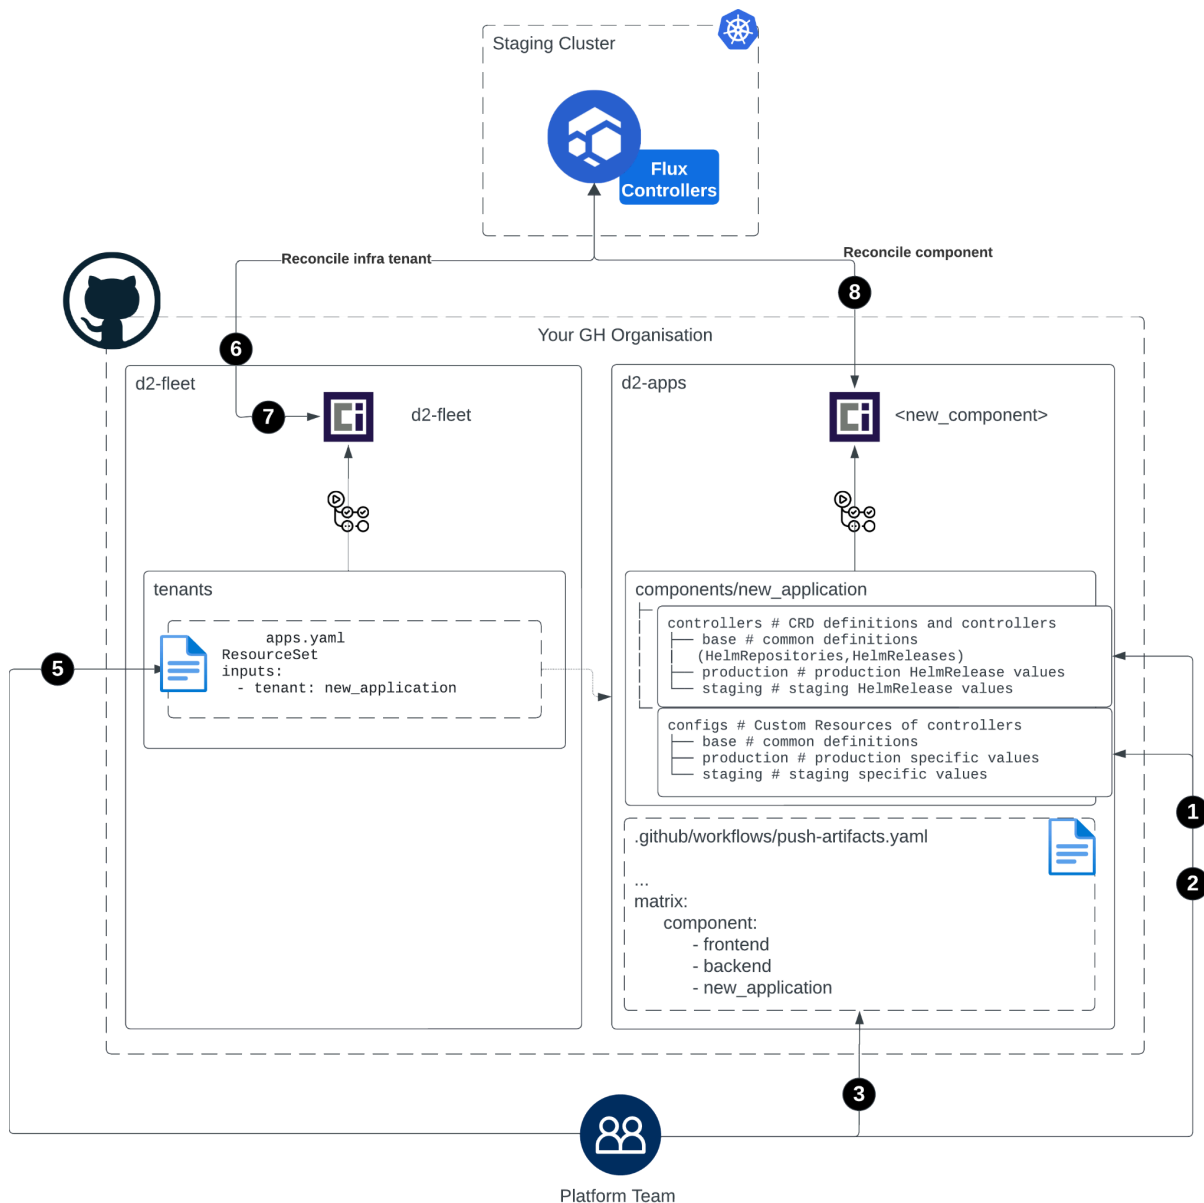 Staging Cluster
Flux
Controllers
Reconcile infra tenant
Reconcile component
8
6
Your GH Organisation
d2-fleet
7
Ci
d2-fleet
tenants
apps.yaml
ResourceSet
inputs:
- tenant: new_application
5
d2-apps
Ci
<new_component>
components/new_application
controllers # CRD definitions and controllers
├── base # common definitions
│ (HelmRepositories,HelmReleases)
├── production # production HelmRelease values
└── staging # staging HelmRelease values
configs # Custom Resources of controllers
├── base # common definitions
├── production # production specific values
└── staging # staging specific values
1
2
.github/workflows/push-artifacts.yaml
...
matrix:
component:
- frontend
- backend
- new_application
3
Platform Team